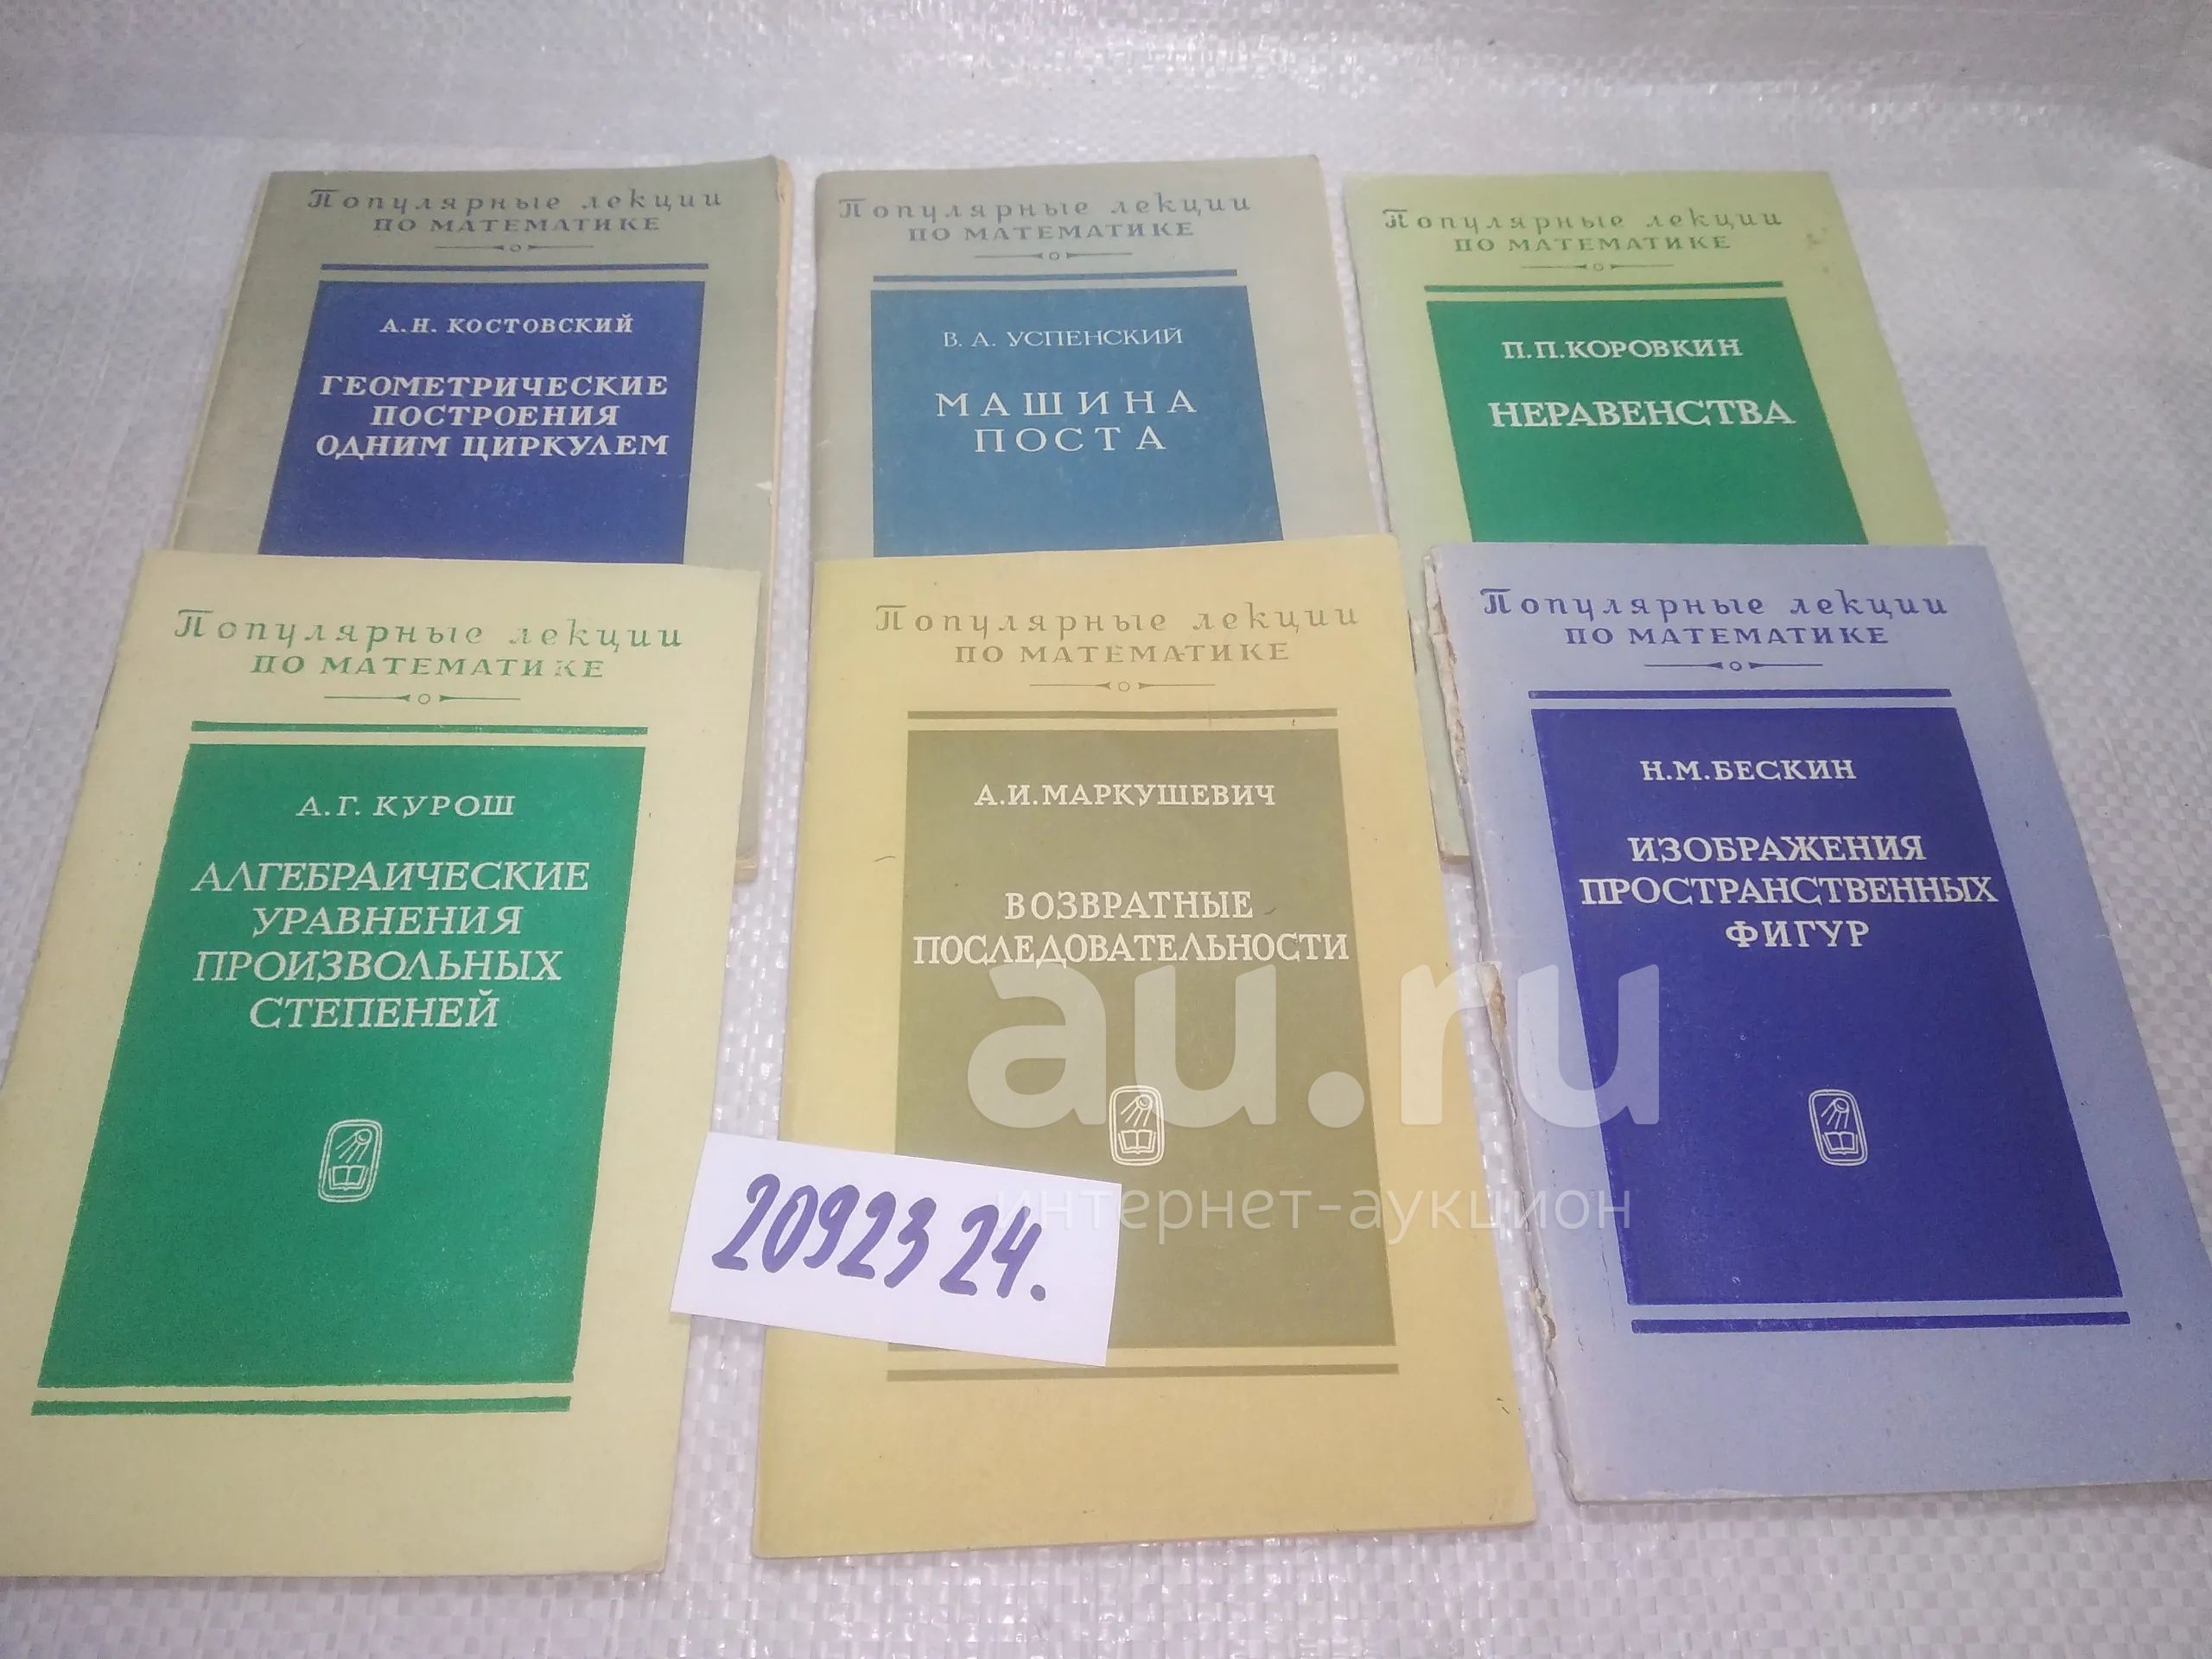 Популярные лекции
ПО МАТЕМАТИКЕ
А.Н. КОСТОВСКИЙ
ГЕОМЕТРИЧЕСКИЕ
ПОСТРОЕНИЯ
ОДНИМ ЦИРКУЛЕМ
Популярные лекции
ПО МАТЕМАТИКЕ
В. А. УСПЕНСКИЙ
МАШИНА
ПОСТА
Популярные лекции
ПО МАТЕМАТИКЕ
П.П.КОРОВКИН
НЕРАВЕНСТВА
Популярные лекции
ПО МАТЕМАТИКЕ
А.Г. КУРОШ
АЛГЕБРАИЧЕСКИЕ
УРАВНЕНИЯ
ПРОИЗВОЛЬНЫХ
СТЕПЕНЕЙ
Популярные лекции
ПО МАТЕМАТИКЕ
А.И.МАРКУШЕВИЧ
ВОЗВРАТНЫЕ
ПОСЛЕДОВАТЕЛЬНОСТИ
Популярные лекции
ПО МАТЕМАТИКЕ
Н.М.БЕСКИН
ИЗОБРАЖЕНИЯ
ПРОСТРАНСТВЕННЫХ
ФИГУР
au.ru
интернет-аукцион
20923 24.